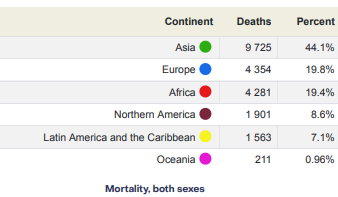 Continent Deaths Percent
Asia 9 725 44.1%
Europe 4 354 19.8%
Africa 4 281 19.4%
Northern America 1 901 8.6%
Latin America and the Caribbean 1 563 7.1%
Oceania 211 0.96%
Mortality, both sexes